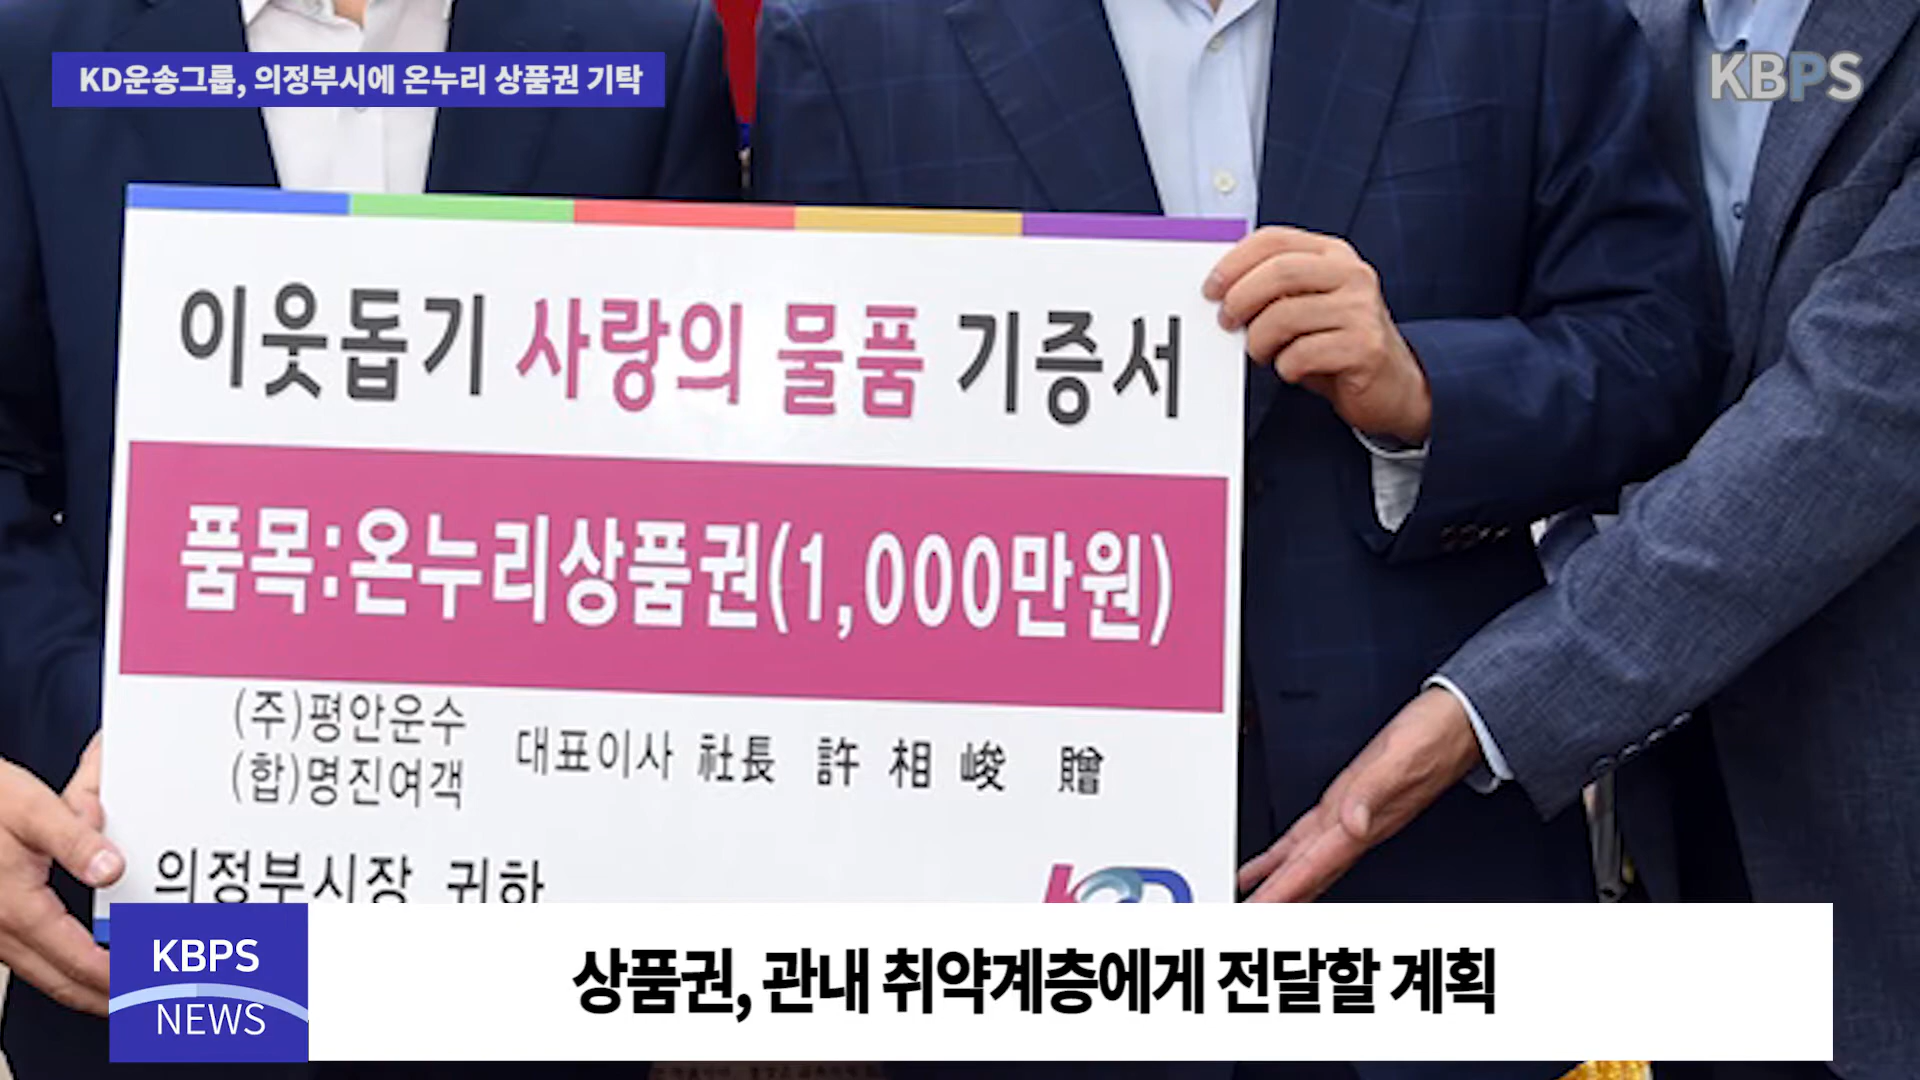 KD운송그룹, 의정부시에 온누리 상품권 기탁
KBPS
이웃돕기 사랑의 물품 기증서
품목:온누리상품권(1,000만원)
(주)평안운수
(합)명진여객
대표이사 社長 許 相 峻 贈
의정부시장 귀하
KD
KBPS
NEWS
상품권, 관내 취약계층에게 전달할 계획